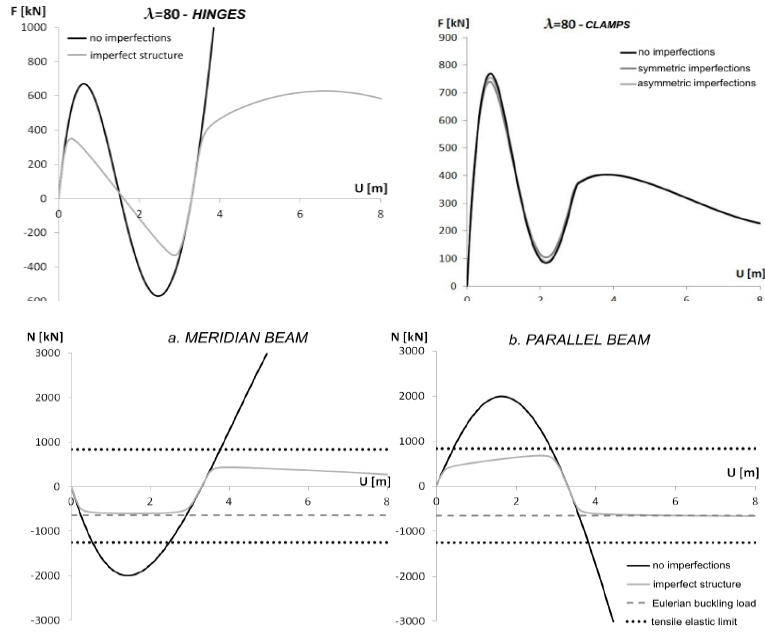 F [kN]
λ=80 - HINGES
1000
800
600
400
200
0
-200
-400
600
0
2
4
6
8
U [m]
no imperfections
imperfect structure
F [kN]
λ=80 - CLAMPS
900
800
700
600
500
400
300
200
100
0
0
2
4
6
8
U [m]
no imperfections
symmetric imperfections
asymmetric imperfections
N [kN]
a. MERIDIAN BEAM
3000
2000
1000
0
-1000
-2000
-3000
0
2
4
6
8
U [m]
N [kN]
b. PARALLEL BEAM
3000
2000
1000
0
-1000
-2000
-3000
0
2
4
6
8
U [m]
no imperfections
imperfect structure
Eulerian buckling load
tensile elastic limit